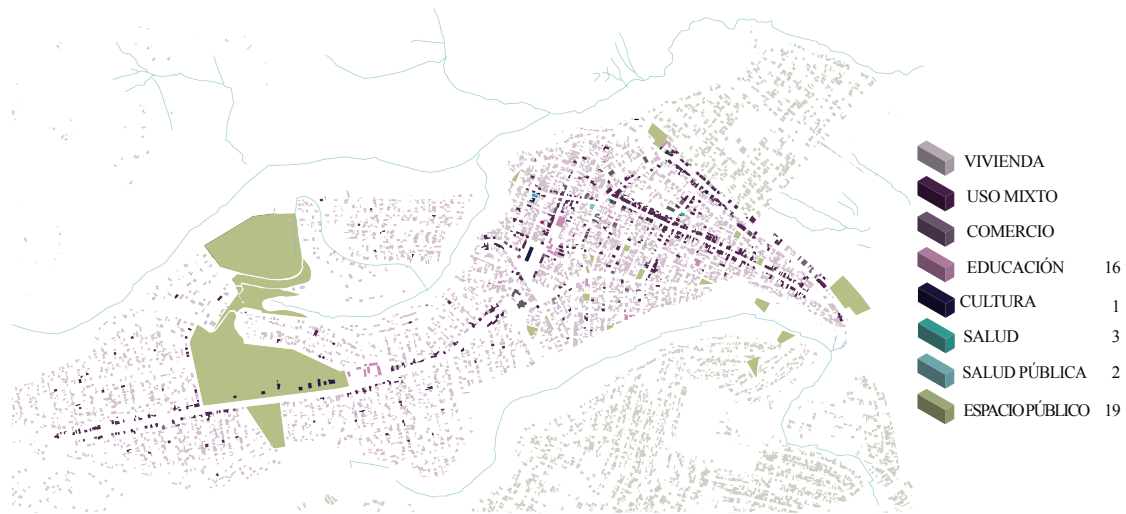 VIVIENDA
USO MIXTO
COMERCIO
EDUCACIÓN 16
CULTURA 1
SALUD 3
SALUD PÚBLICA 2
ESPACIO PÚBLICO 19